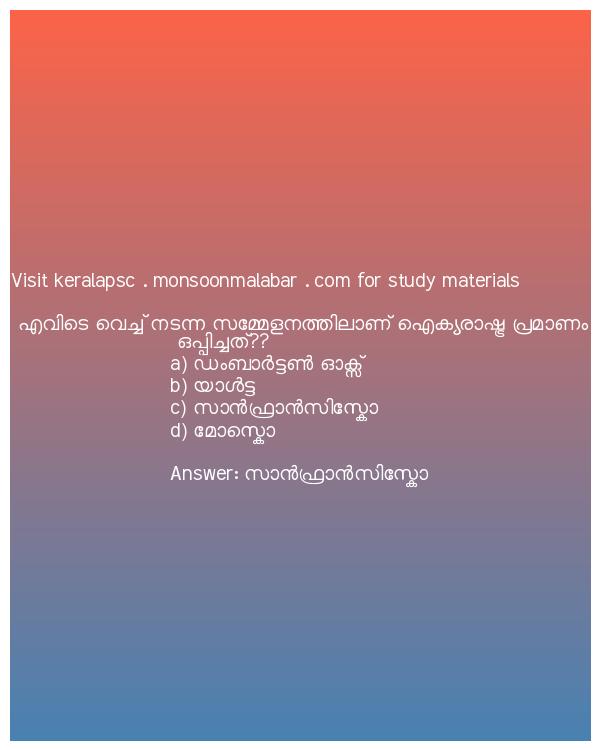 Visit keralapsc . monsoonmalabar . com for study materials
എവിടെ വെച്ച് നടന്ന സമ്മേളനത്തിലാണ് ഐക്യരാഷ്ട്ര പ്രമാണം
ഒപ്പിച്ചത്??
a) ഡംബാർട്ടൺ ഓക്സ്
b) യാൾട്ട
c) സാൻഫ്രാൻസിസ്കോ
d) മോസ്കൊ
Answer: സാൻഫ്രാൻസിസ്കോ